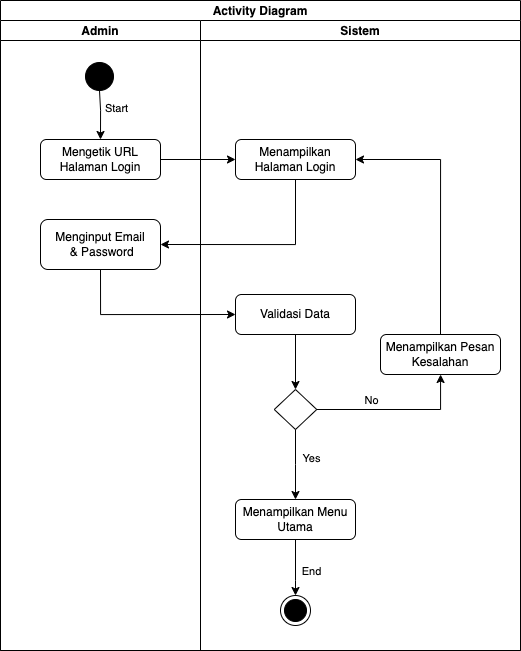 Activity Diagram
Admin
Sistem
Start
Mengetik URL
Halaman Login
Menampilkan
Halaman Login
Menginput Email
& Password
Validasi Data
Menampilkan Pesan
Kesalahan
No
Yes
Menampilkan Menu
Utama
End